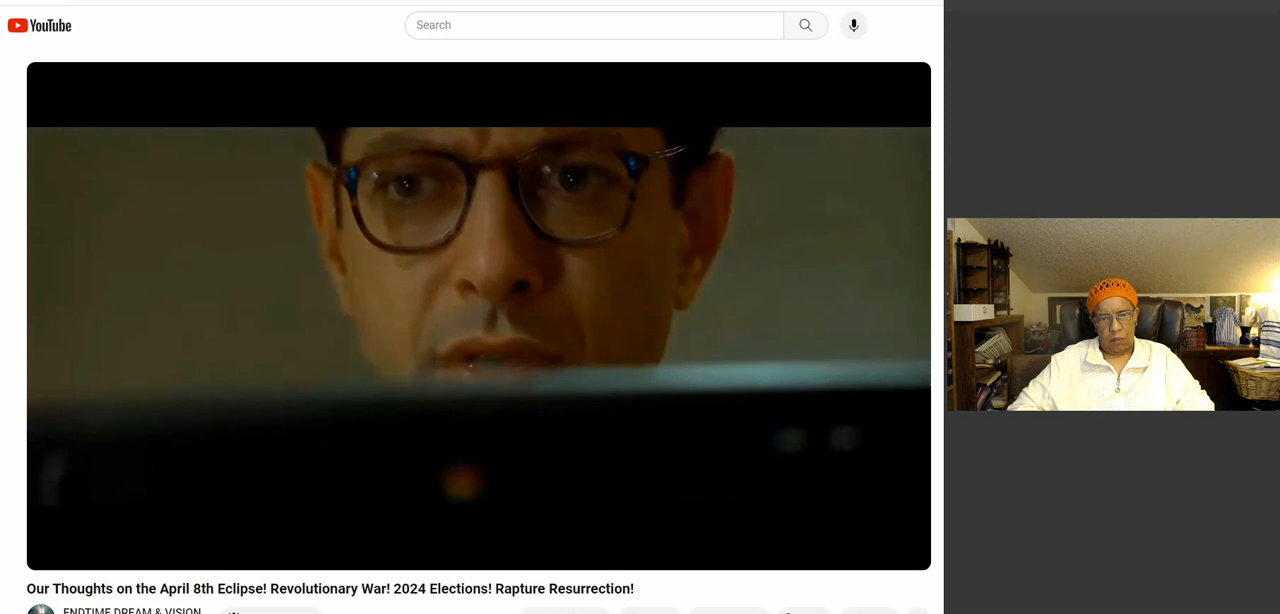 YouTube
Search
Our Thoughts on the April 8th Eclipse! Revolutionary War! 2024 Elections! Rapture Resurrection!
ENDTIME DREAM & VISION